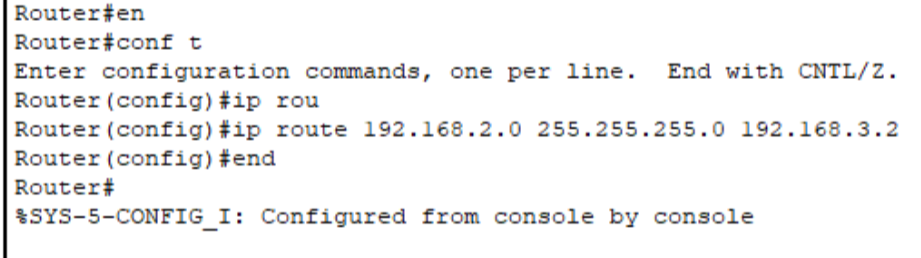 Router#en
Router#conf t
Enter configuration commands, one per line.  End with CNTL/Z.
Router(config)#ip rou
Router(config)#ip route 192.168.2.0 255.255.255.0 192.168.3.2
Router(config)#end
Router#
%SYS-5-CONFIG_I: Configured from console by console